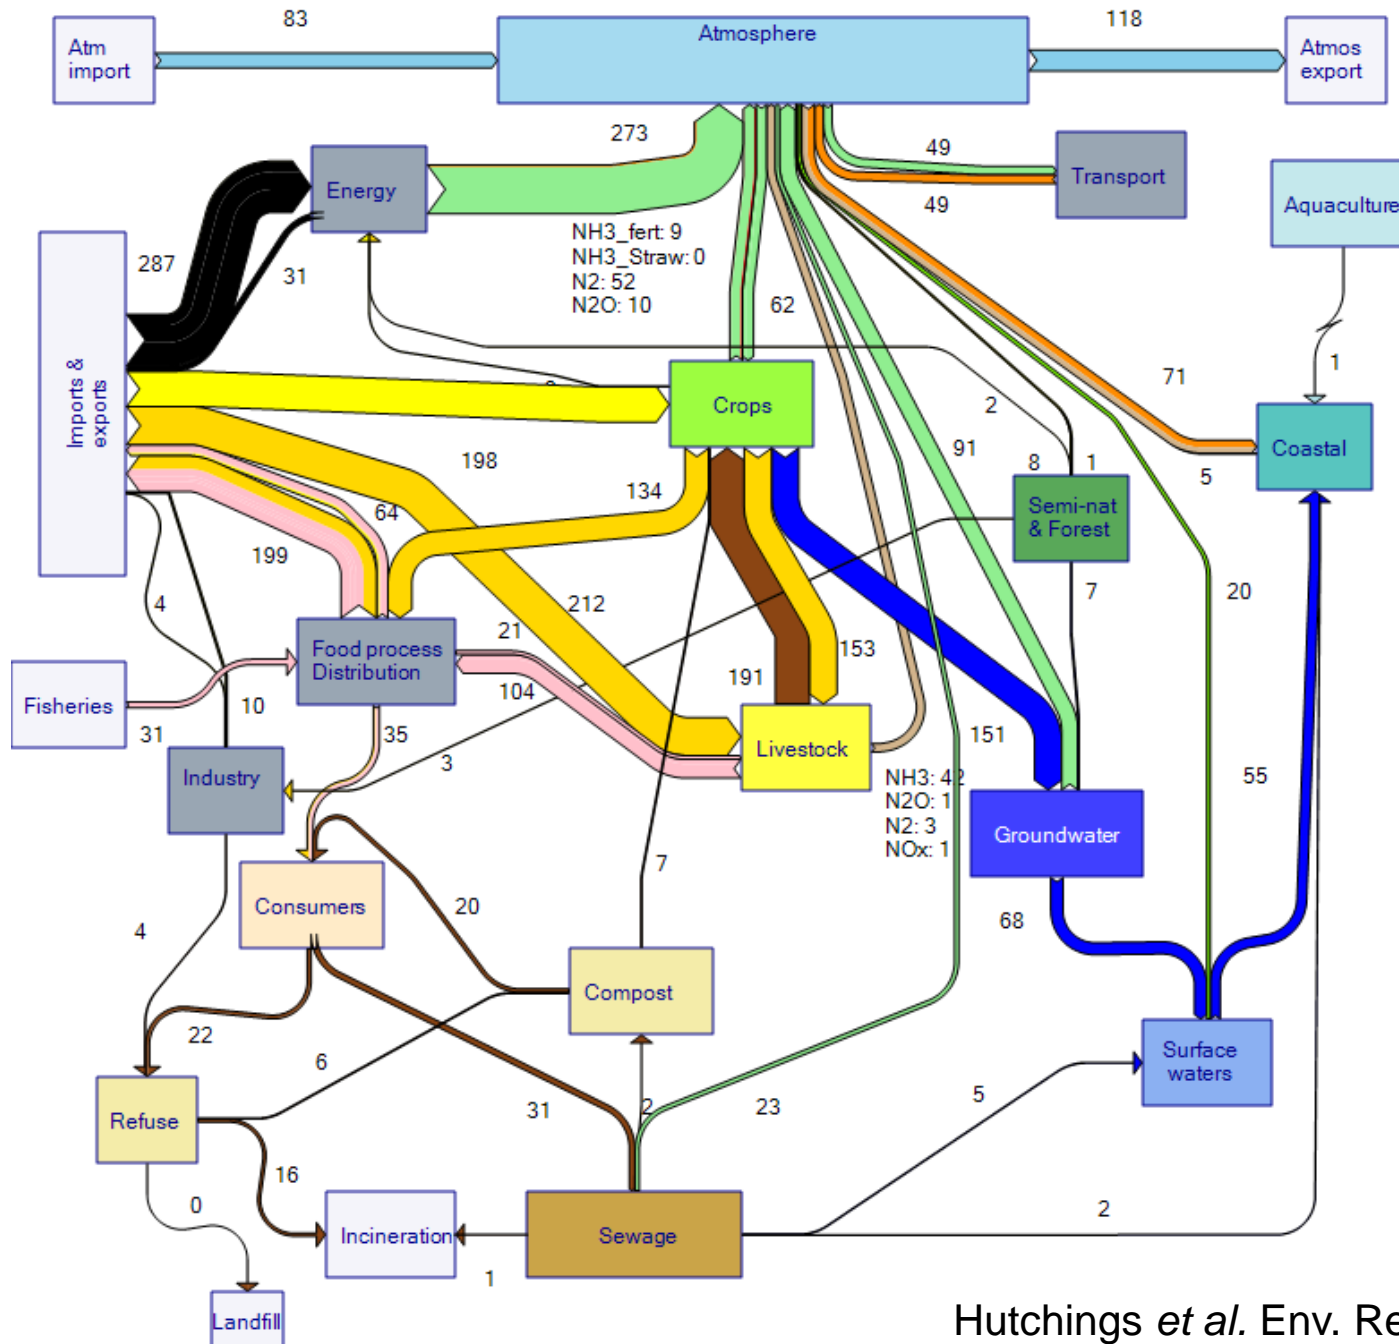 83
118
Atm
import
Atmosphere
Atmos
export
273
49
Energy
Transport
49
Aquaculture
NH3_fert: 9
NH3_Straw: 0
N2: 52
N2O: 10
287
31
62
Imports &
exports
1
71
2
Crops
Coastal
198
134
91
8
1
5
64
Semi-nat
& Forest
199
4
212
7
20
Food process
Distribution
21
153
191
104
Fisheries
31
10
35
3
Livestock
151
55
Industry
NH3: 42
N2O: 1
N2: 3
NOx: 1
Groundwater
7
Consumers
20
4
68
Compost
22
6
Surface
waters
Refuse
31
2
23
5
16
0
Incineration
Sewage
2
1
Landfill
Hutchings et al. Env. Re